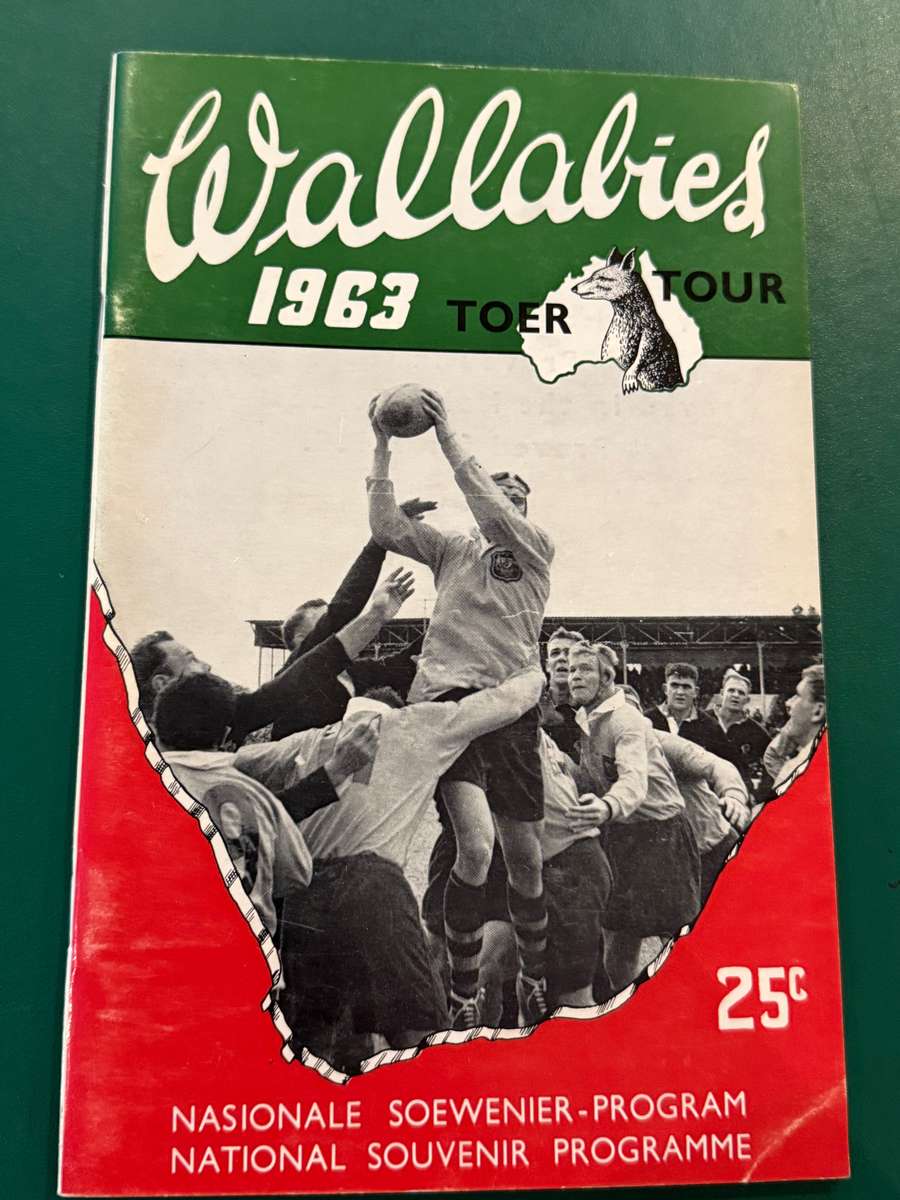 Wallabies
1963 TOER TOUR
25c
NASIONALE SOEWENIER-PROGRAM
NATIONAL SOUVENIR PROGRAMME